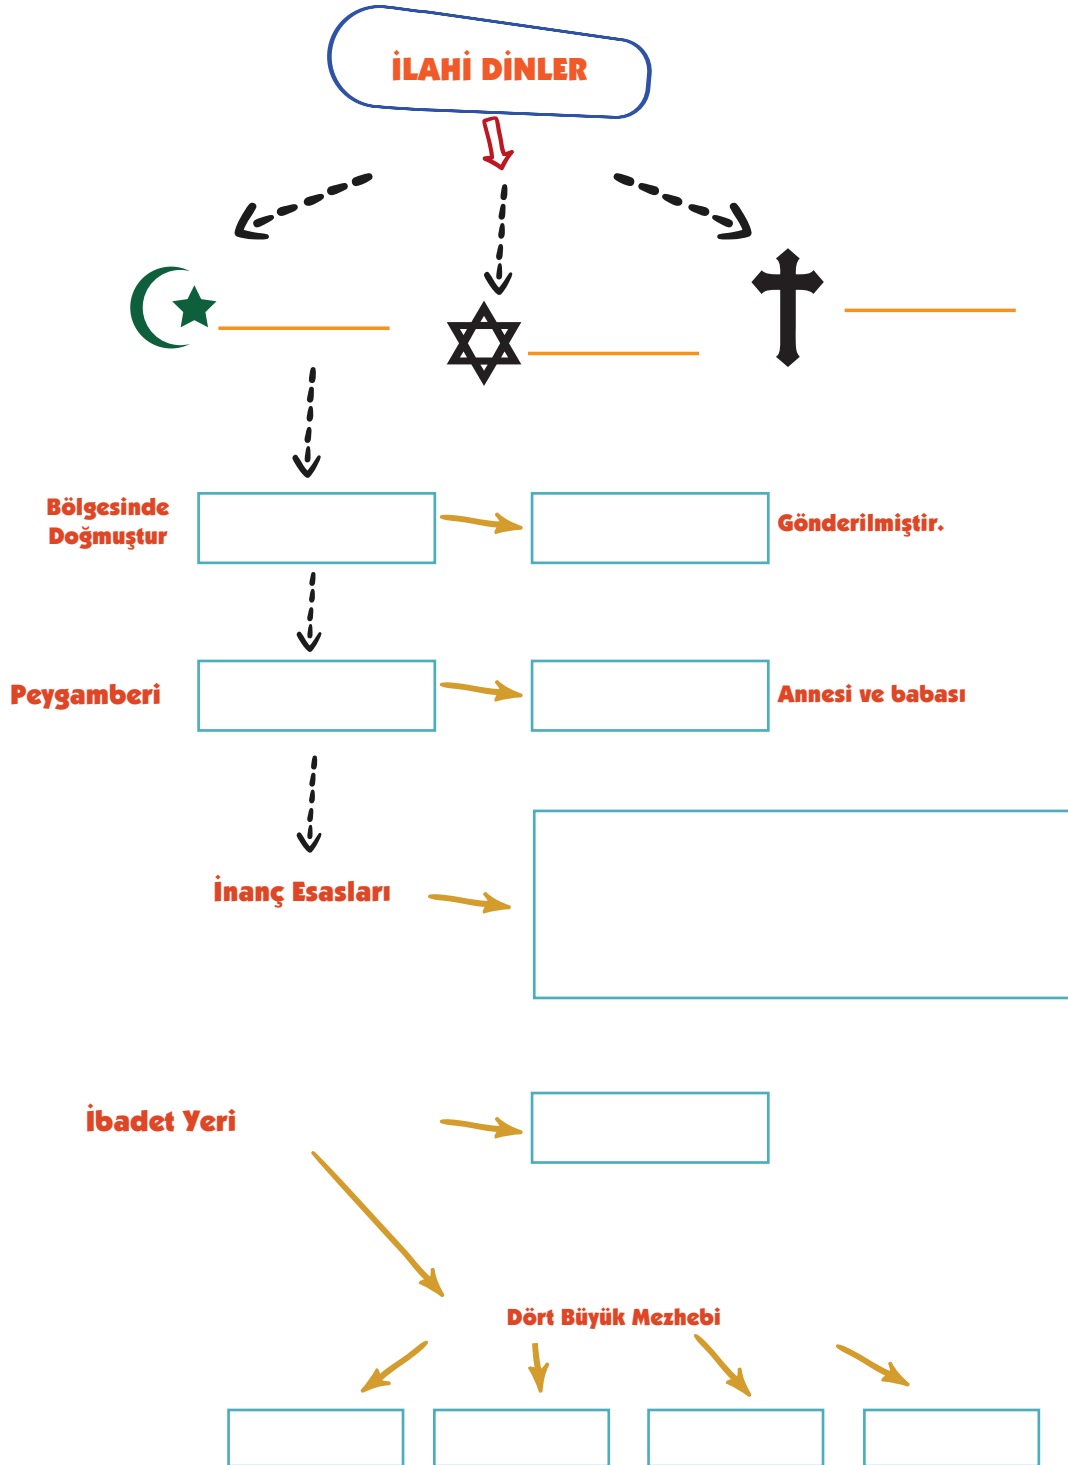 İLAHİ DİNLER
Bölgesinde
Doğmuştur
Gönderilmiştir.
Peygamberi
Annesi ve babası
İnanç Esasları
İbadet Yeri
Dört Büyük Mezhebi